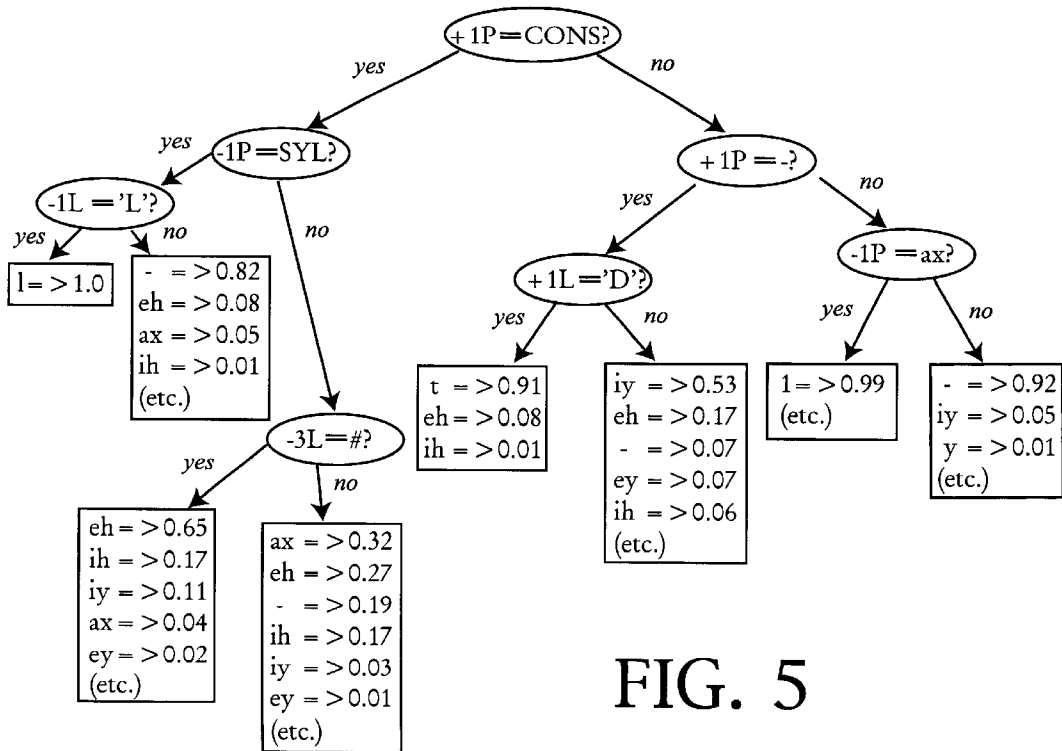 +1P=CONS?
yes
no
yes
-1P=SYL?
+1P=-?
no
-1L='L'?
no
yes
yes
no
-1P=ax?
l=>1.0
- =>0.82
eh=>0.08
ax=>0.05
ih=>0.01
(etc.)
+1L='D'?
yes
no
yes
no
t =>0.91
eh=>0.08
ih=>0.01
iy=>0.53
eh=>0.17
- =>0.07
ey=>0.07
ih=>0.06
(etc.)
1=>0.99
(etc.)
- =>0.92
iy=>0.05
y=>0.01
(etc.)
-3L=#?
yes
no
eh=>0.65
ih=>0.17
iy=>0.11
ax=>0.04
ey=>0.02
(etc.)
ax=>0.32
eh=>0.27
- =>0.19
ih=>0.17
iy=>0.03
ey=>0.01
(etc.)
FIG. 5